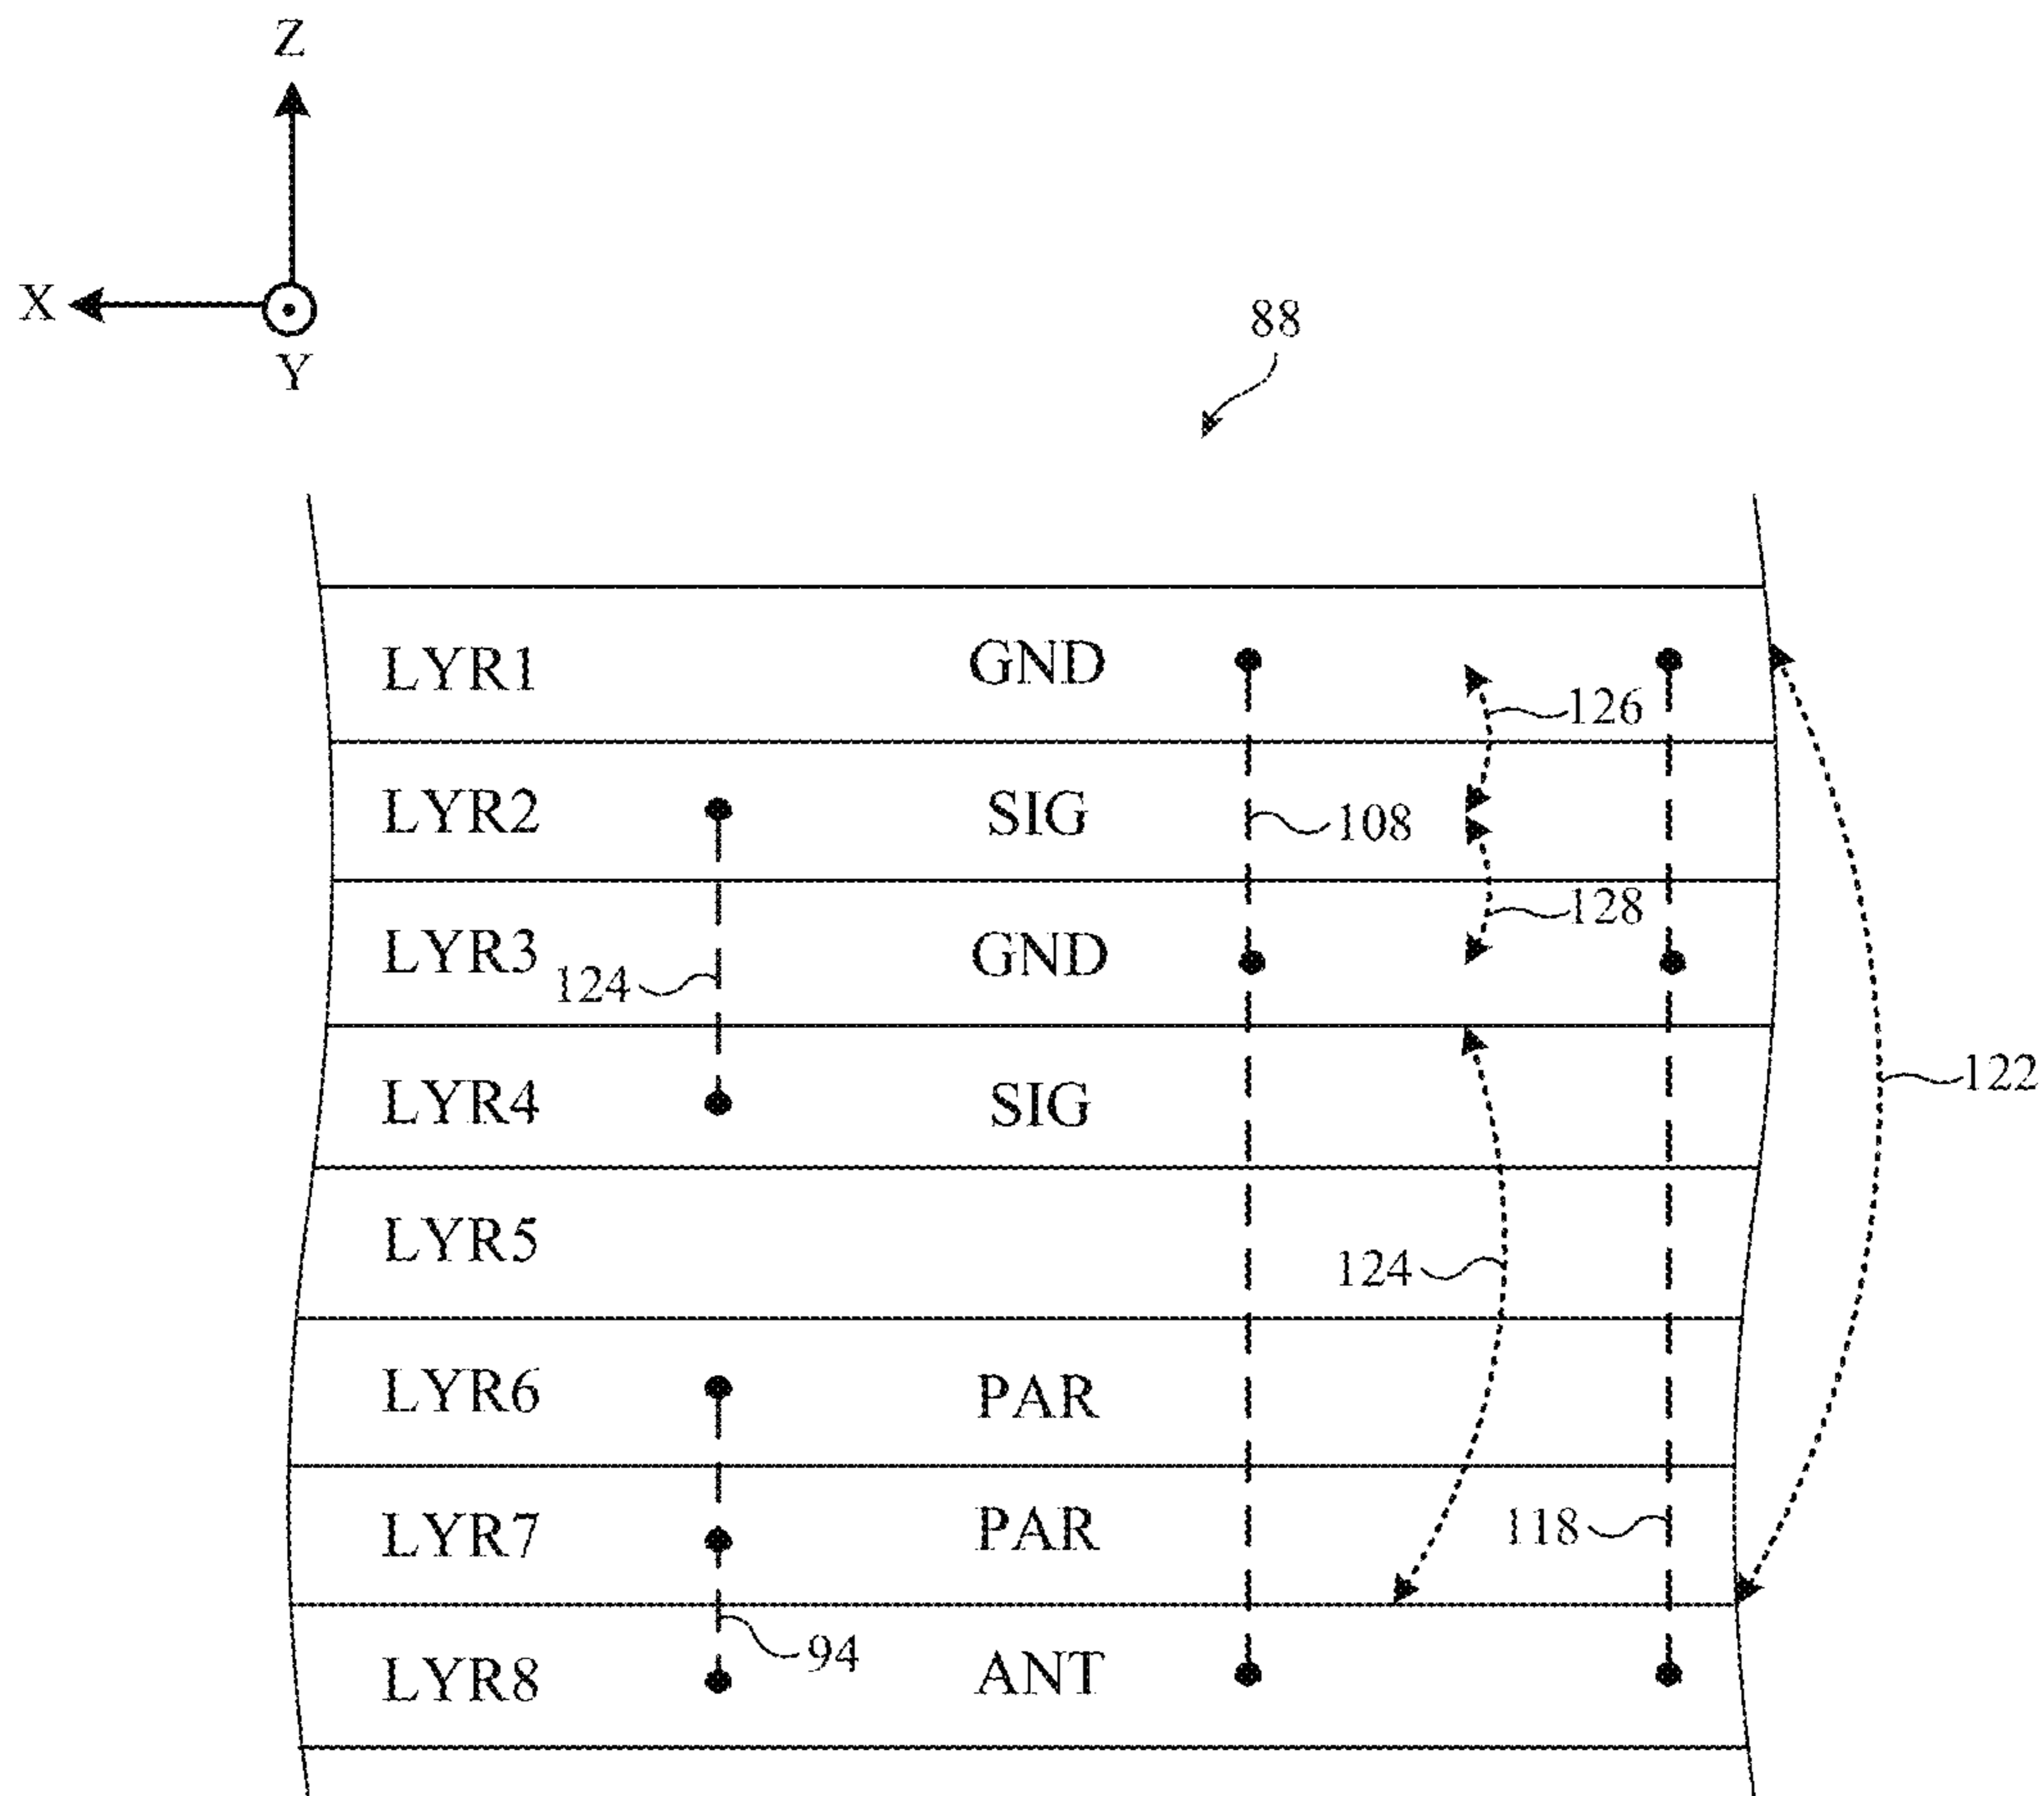 Z
X
Y
88
LYR1 GND
126
LYR2 SIG 108
128
LYR3 GND
124
LYR4 SIG
122
LYR5
124
LYR6 PAR
LYR7 PAR 118
94
LYR8 ANT